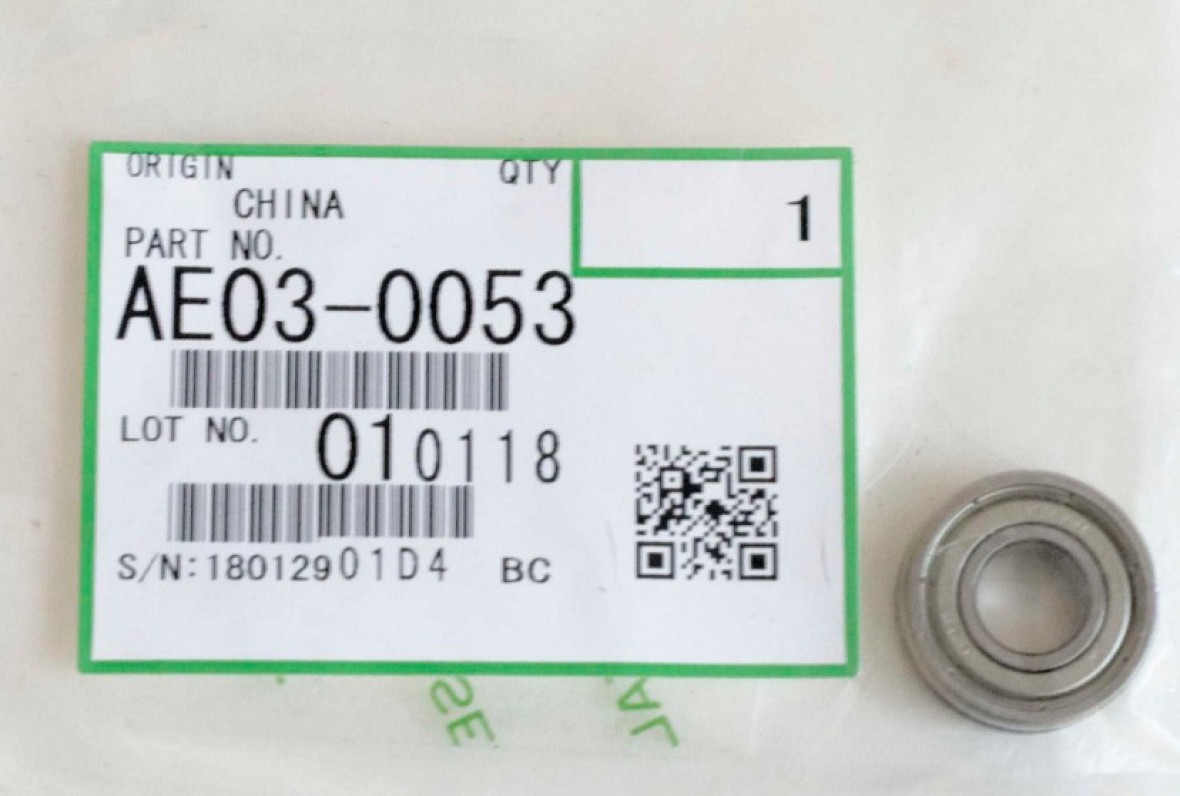 ORIGIN QTY
CHINA 1
PART NO.
AE03-0053
LOT NO. 010118
S/N:18012901D4 BC